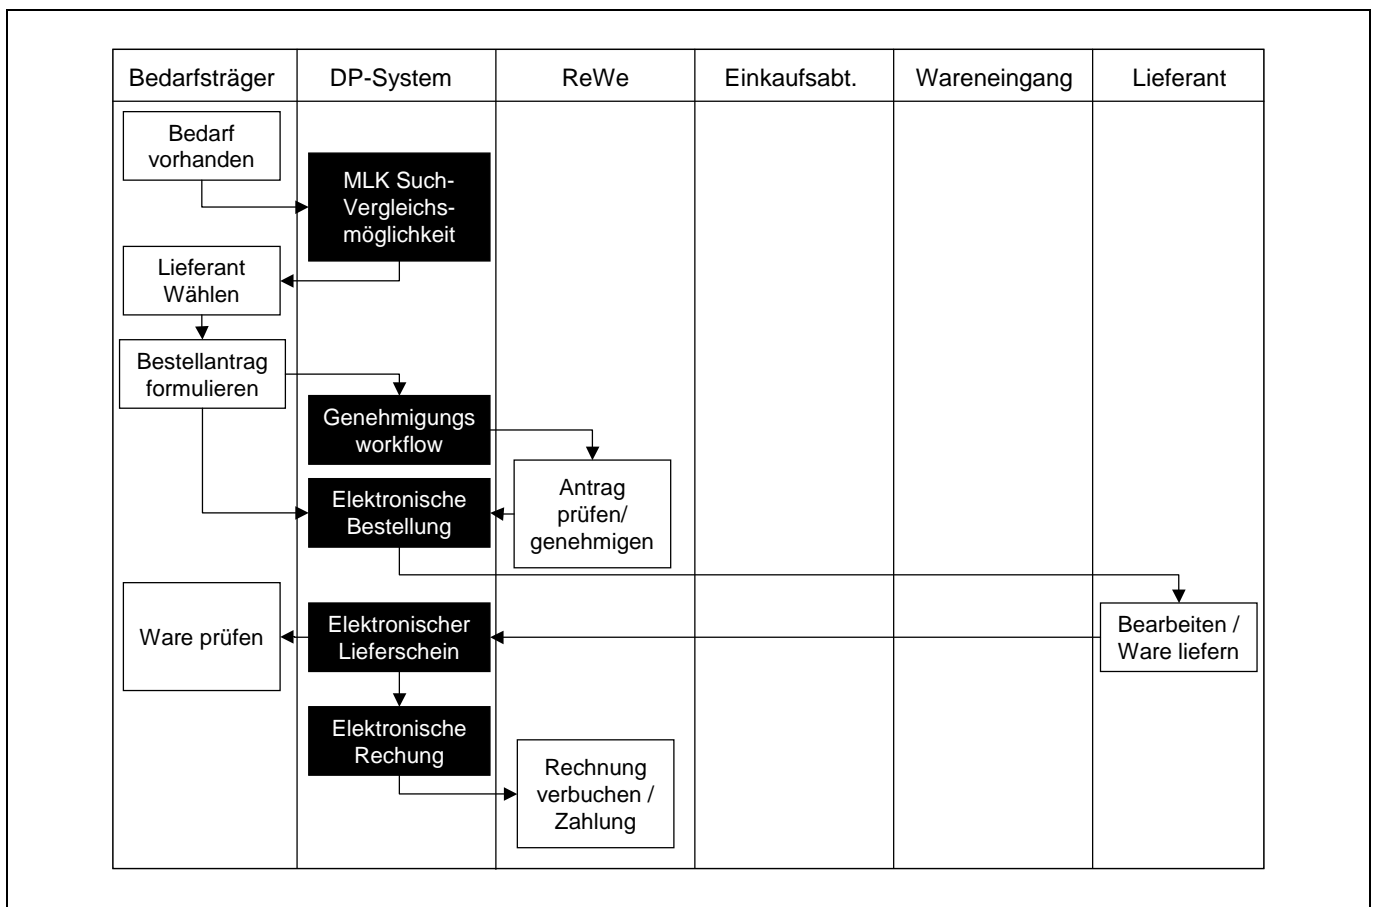 Bedarfsträger
DP-System
ReWe
Einkaufsabt.
Wareneingang
Lieferant
Bedarf
vorhanden
MLK Such-
Vergleichs-
möglichkeit
Lieferant
Wählen
Bestellantrag
formulieren
Genehmigungs
workflow
Elektronische
Bestellung
Antrag
prüfen/
genehmigen
Ware prüfen
Elektronischer
Lieferschein
Bearbeiten /
Ware liefern
Elektronische
Rechung
Rechnung
verbuchen /
Zahlung